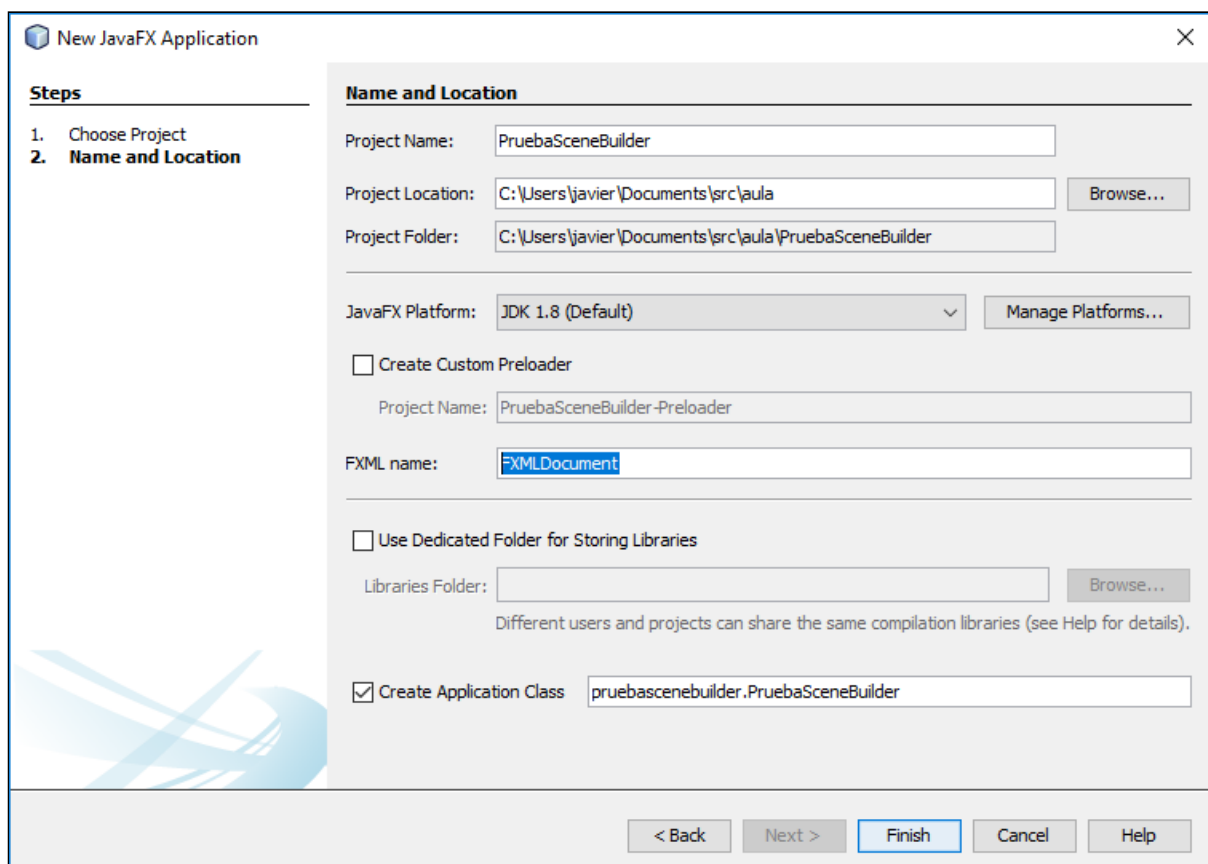 New JavaFX Application
Steps
1. Choose Project
2. Name and Location
Name and Location
Project Name: PruebaSceneBuilder
Project Location: C:\Users\javier\Documents\src\aula Browse...
Project Folder: C:\Users\javier\Documents\src\aula\PruebaSceneBuilder
JavaFX Platform: JDK 1.8 (Default) Manage Platforms...
Create Custom Preloader
Project Name: PruebaSceneBuilder-Preloader
FXML name: FXMLDocument
Use Dedicated Folder for Storing Libraries
Libraries Folder: Browse...
Different users and projects can share the same compilation libraries (see Help for details).
Create Application Class pruebascenebuilder.PruebaSceneBuilder
< Back Next > Finish Cancel Help